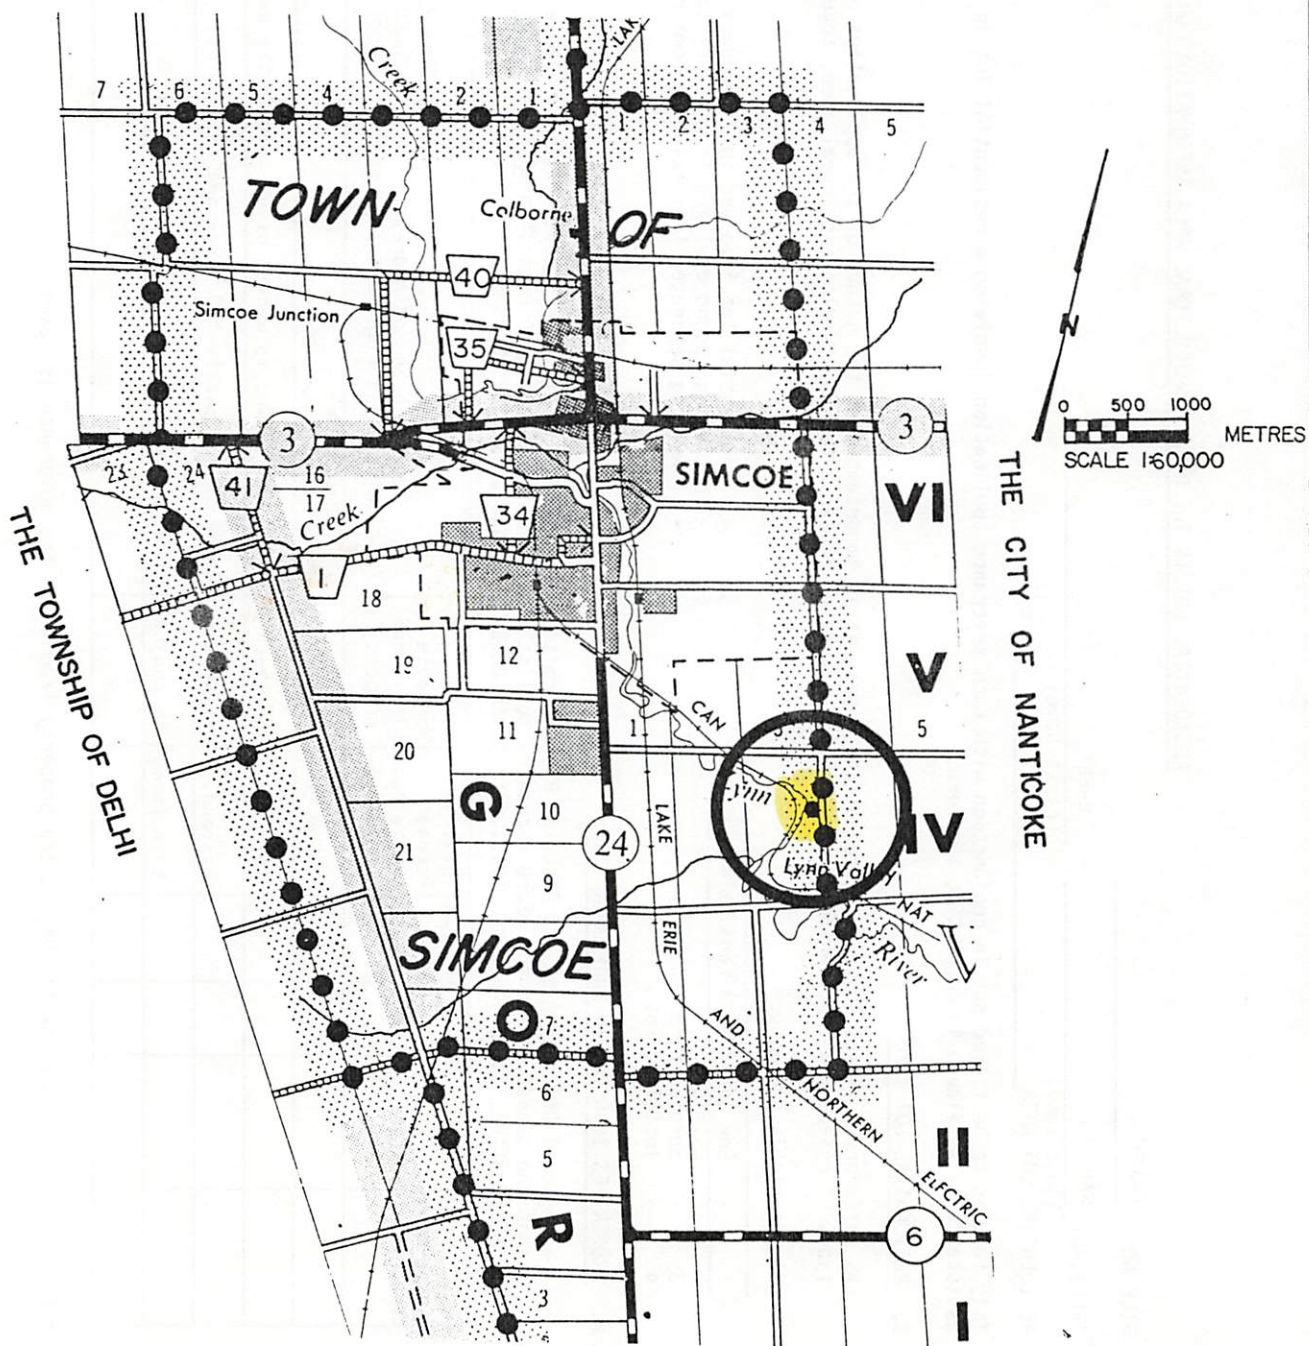 LAK
Creek
7 6 5 4 2 1
1 2 3 4 5
TOWN OF
Colborne
40
Simcoe Junction
35
N
0 500 1000
METRES
SCALE 1:60,000
3
3
23 24
41
16
17
Creek
34
SIMCOE
VI
THE CITY OF NANTICOKE
THE TOWNSHIP OF DELHI
1
18
19
12
V
CAN
20
11
1
3
5
G
10
Lynn
LAKE
24
IV
21
9
Lynn Valley
NAT
ERIE
River
SIMCOE
O
7
AND
6
NORTHERN
II
5
ELECTRIC
R
6
3
I